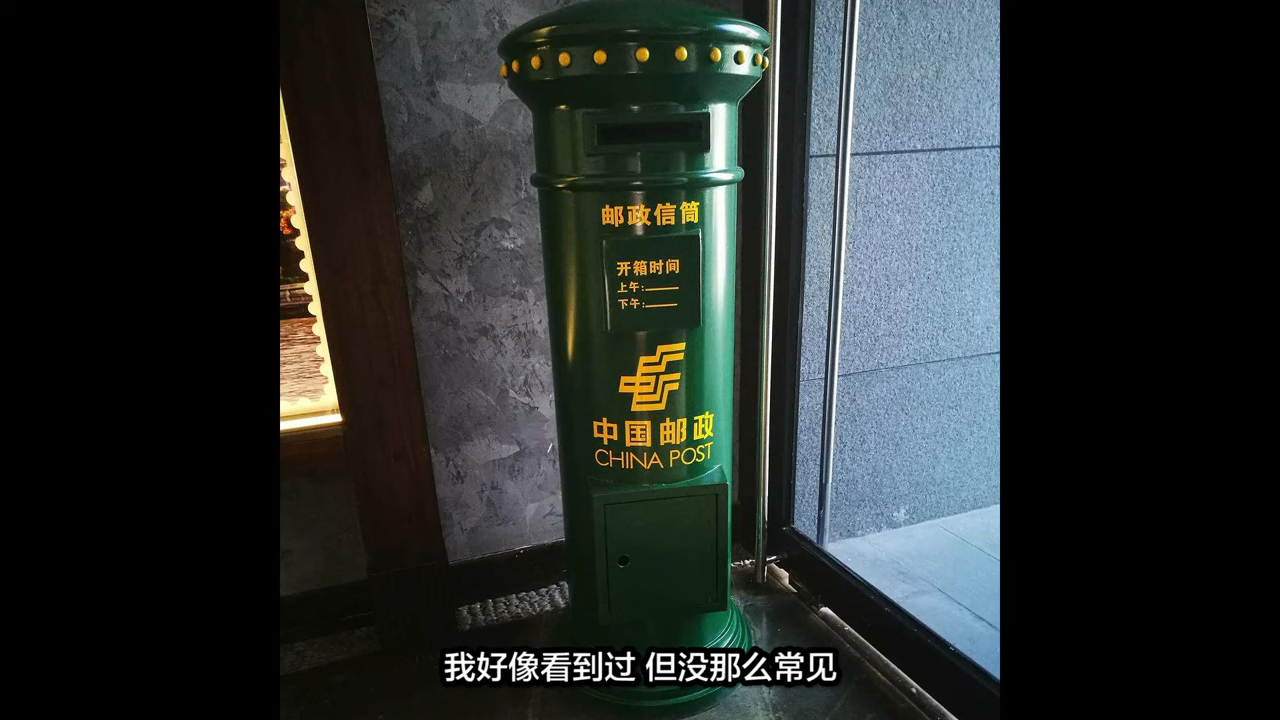 邮政信筒
开箱时间
上午:
下午:
中国邮政
CHINA POST
我好像看到过 但没那么常见